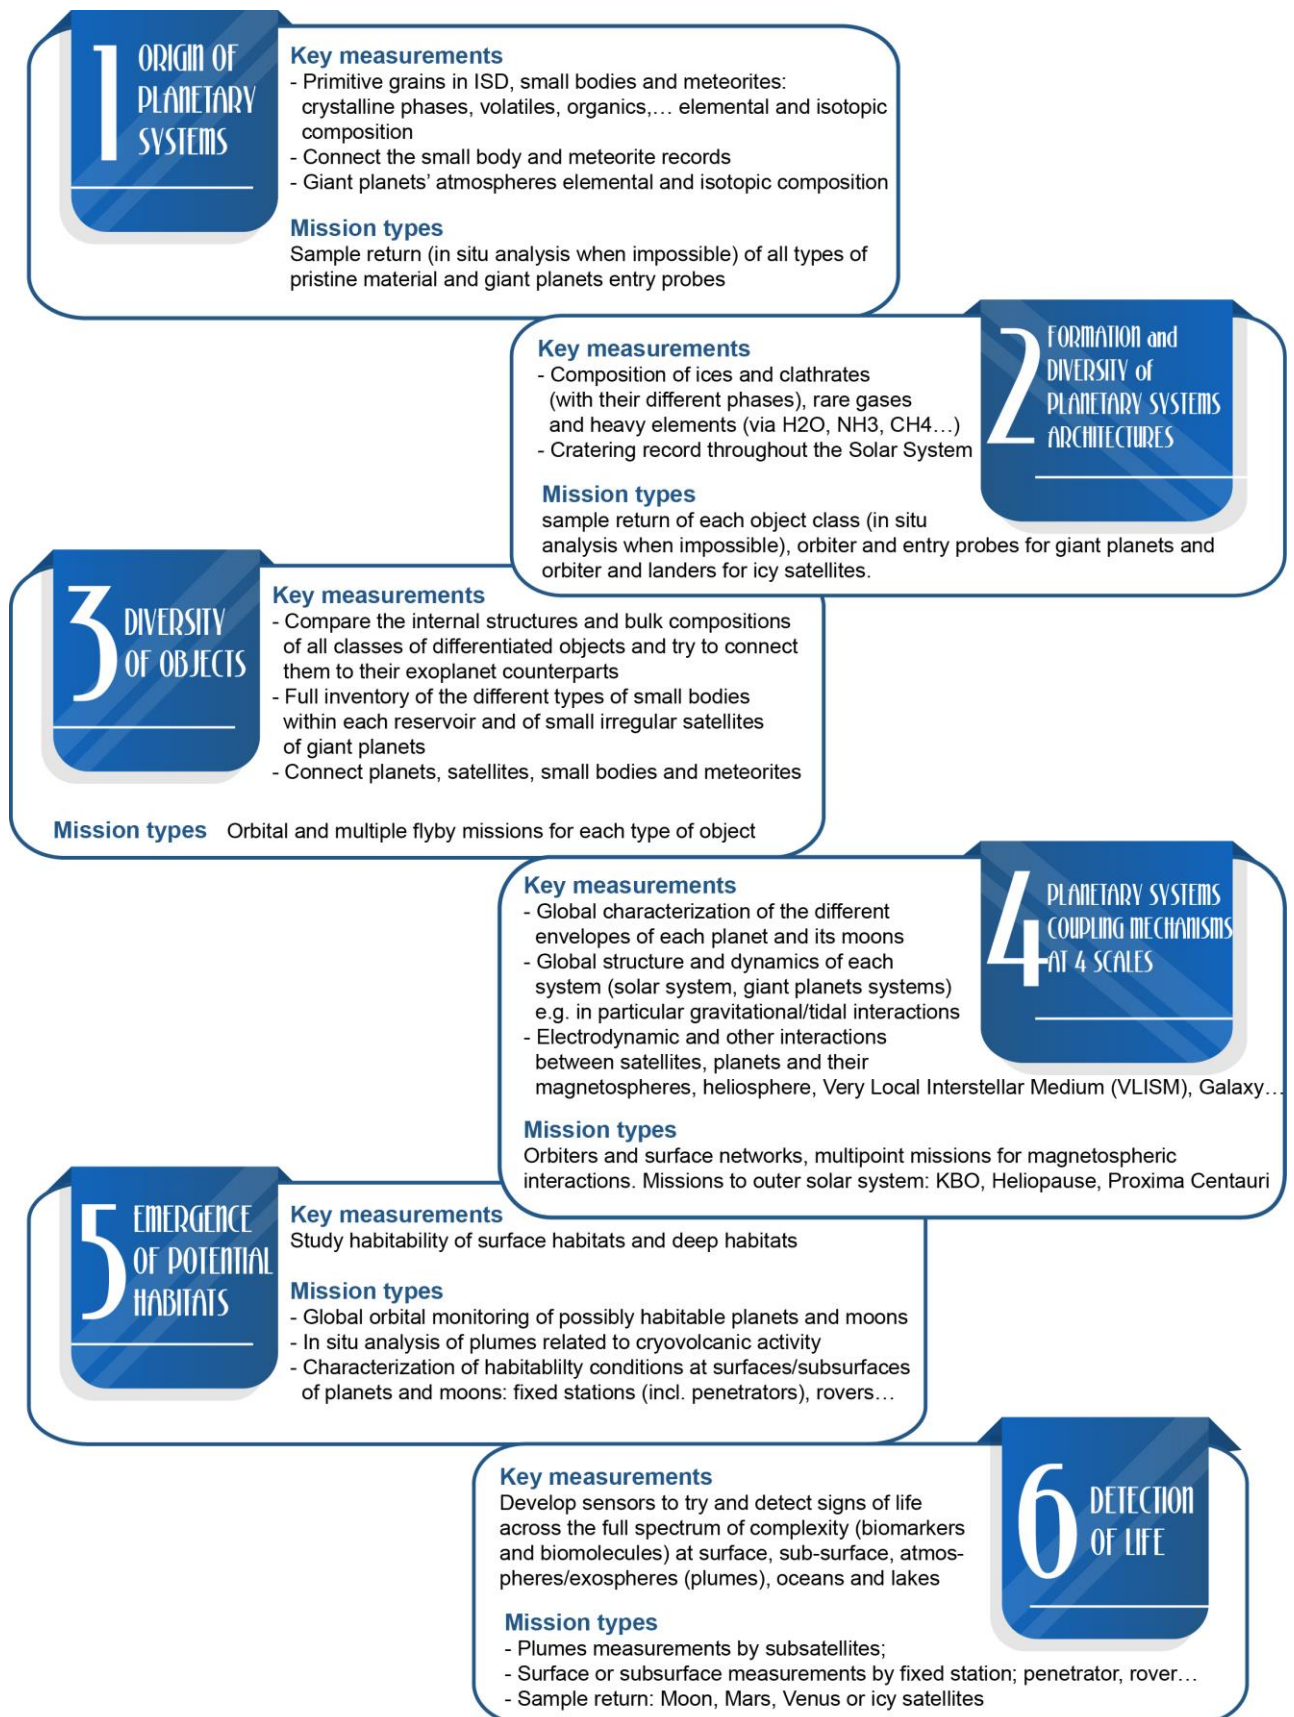 1
ORIGIN OF
PLANETARY
SYSTEMS
Key measurements
- Primitive grains in ISD, small bodies and meteorites:
crystalline phases, volatiles, organics,… elemental and isotopic
composition
- Connect the small body and meteorite records
- Giant planets’ atmospheres elemental and isotopic composition
Mission types
Sample return (in situ analysis when impossible) of all types of
pristine material and giant planets entry probes
2
FORMATION and
DIVERSITY of
PLANETARY SYSTEMS
ARCHITECTURES
Key measurements
- Composition of ices and clathrates
(with their different phases), rare gases
and heavy elements (via H2O, NH3, CH4…)
- Cratering record throughout the Solar System
Mission types
sample return of each object class (in situ
analysis when impossible), orbiter and entry probes for giant planets and
orbiter and landers for icy satellites.
3
DIVERSITY
OF OBJECTS
Key measurements
- Compare the internal structures and bulk compositions
of all classes of differentiated objects and try to connect
them to their exoplanet counterparts
- Full inventory of the different types of small bodies
within each reservoir and of small irregular satellites
of giant planets
- Connect planets, satellites, small bodies and meteorites
Mission types Orbital and multiple flyby missions for each type of object
4
PLANETARY SYSTEMS
COUPLING MECHANISMS
AT 4 SCALES
Key measurements
- Global characterization of the different
envelopes of each planet and its moons
- Global structure and dynamics of each
system (solar system, giant planets systems)
e.g. in particular gravitational/tidal interactions
- Electrodynamic and other interactions
between satellites, planets and their
magnetospheres, heliosphere, Very Local Interstellar Medium (VLISM), Galaxy…
Mission types
Orbiters and surface networks, multipoint missions for magnetospheric
interactions. Missions to outer solar system: KBO, Heliopause, Proxima Centauri
5
EMERGENCE
OF POTENTIAL
HABITATS
Key measurements
Study habitability of surface habitats and deep habitats
Mission types
- Global orbital monitoring of possibly habitable planets and moons
- In situ analysis of plumes related to cryovolcanic activity
- Characterization of habitablilty conditions at surfaces/subsurfaces
of planets and moons: fixed stations (incl. penetrators), rovers…
6
DETECTION
OF LIFE
Key measurements
Develop sensors to try and detect signs of life
across the full spectrum of complexity (biomarkers
and biomolecules) at surface, sub-surface, atmos-
pheres/exospheres (plumes), oceans and lakes
Mission types
- Plumes measurements by subsatellites;
- Surface or subsurface measurements by fixed station; penetrator, rover…
- Sample return: Moon, Mars, Venus or icy satellites